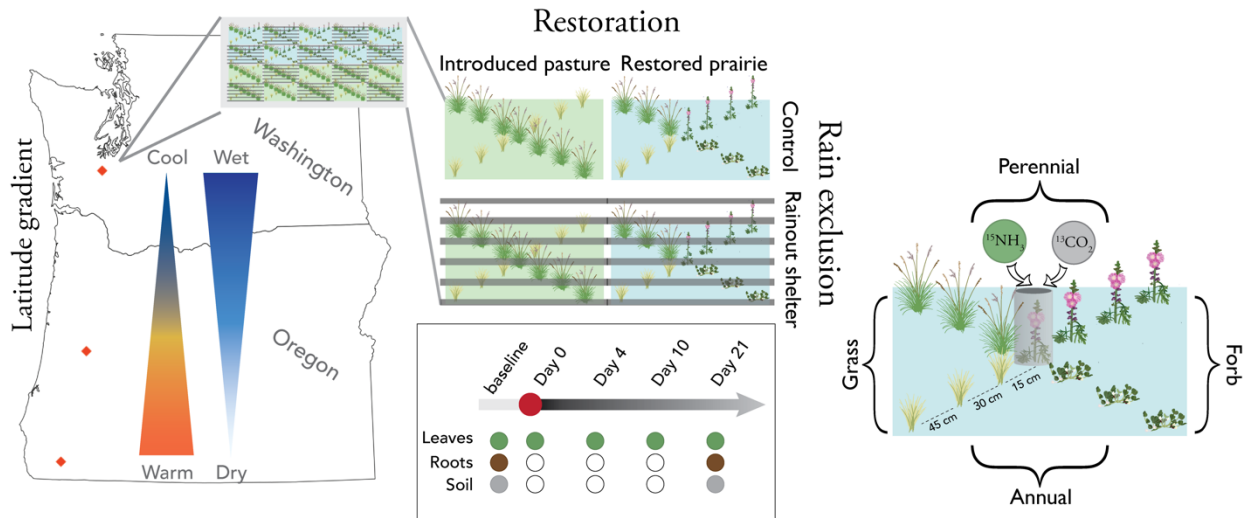 Restoration
Introduced pasture
Restored prairie
Control
Rainout shelter
Rain exclusion
Latitude gradient
Washington
Oregon
Cool
Wet
Warm
Dry
baseline
Day 0
Day 4
Day 10
Day 21
Leaves
Roots
Soil
Perennial
¹⁵NH₃
¹³CO₂
Grass
Forb
15 cm
30 cm
45 cm
Annual